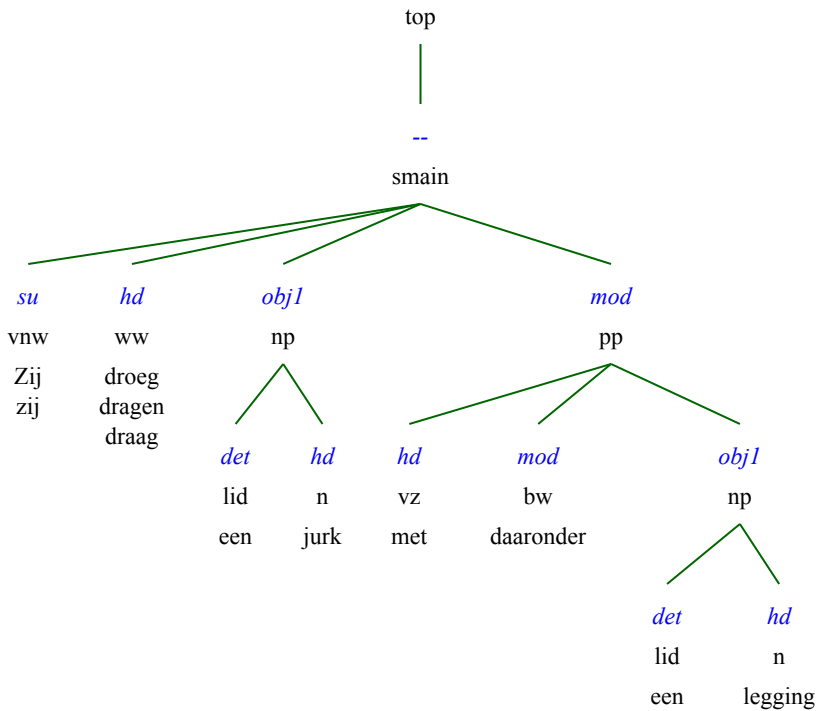 top
--
smain
su hd obj1 mod
vnw ww np pp
Zij droeg
zij dragen
draag
det hd hd mod obj1
lid n vz bw np
een jurk met daaronder
det hd
lid n
een legging